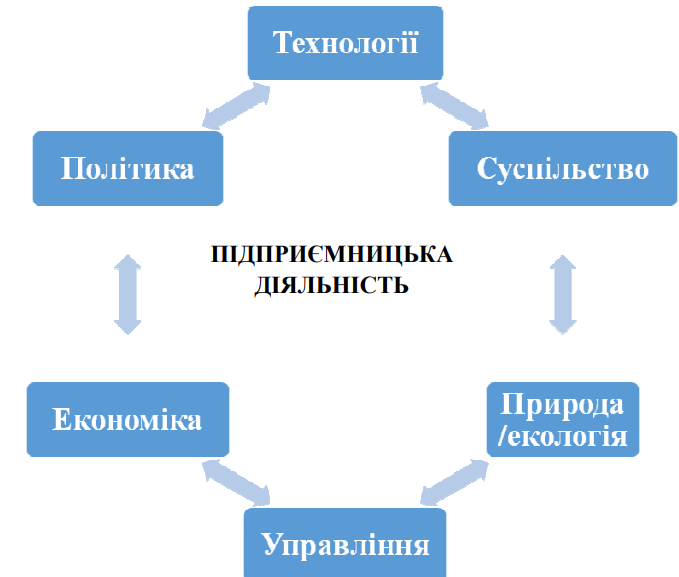 Технології
Політика
Суспільство
ПІДПРИЄМНИЦЬКА
ДІЯЛЬНІСТЬ
Економіка
Природа
/екологія
Управління